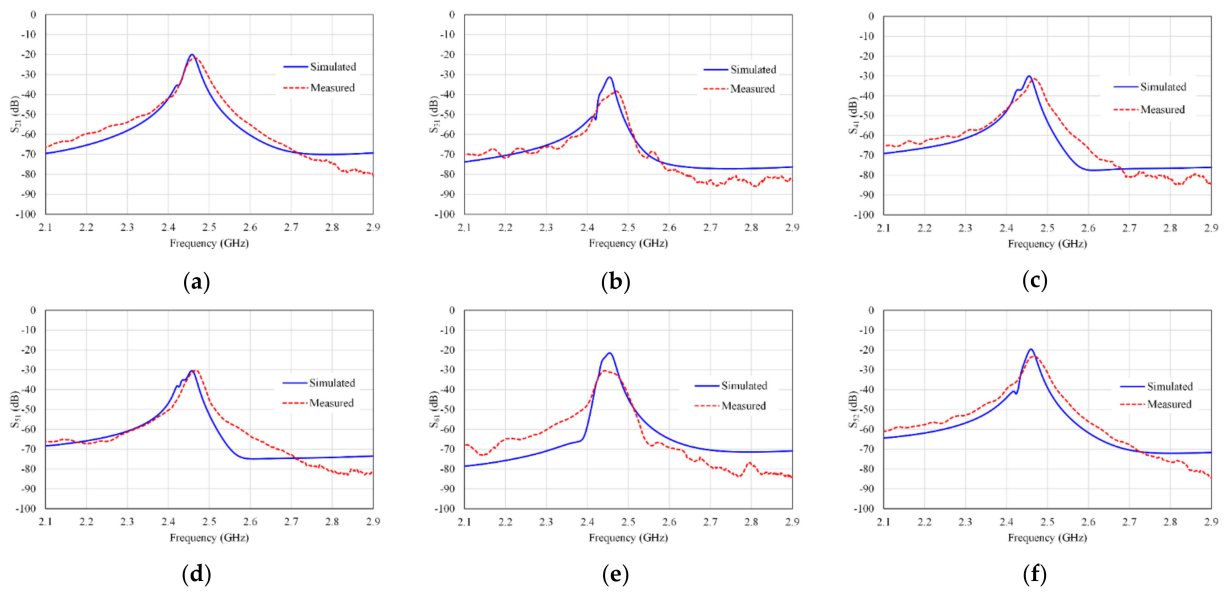 0
-10
-20
-30
-40
-50
-60
-70
-80
-90
-100
S21 (dB)
Simulated
Measured
2.1 2.2 2.3 2.4 2.5 2.6 2.7 2.8 2.9
Frequency (GHz)
(a)
0
-10
-20
-30
-40
-50
-60
-70
-80
-90
-100
S31 (dB)
Simulated
Measured
2.1 2.2 2.3 2.4 2.5 2.6 2.7 2.8 2.9
Frequency (GHz)
(b)
0
-10
-20
-30
-40
-50
-60
-70
-80
-90
-100
S41 (dB)
Simulated
Measured
2.1 2.2 2.3 2.4 2.5 2.6 2.7 2.8 2.9
Frequency (GHz)
(c)
0
-10
-20
-30
-40
-50
-60
-70
-80
-90
-100
S51 (dB)
Simulated
Measured
2.1 2.2 2.3 2.4 2.5 2.6 2.7 2.8 2.9
Frequency (GHz)
(d)
0
-10
-20
-30
-40
-50
-60
-70
-80
-90
-100
S61 (dB)
Simulated
Measured
2.1 2.2 2.3 2.4 2.5 2.6 2.7 2.8 2.9
Frequency (GHz)
(e)
0
-10
-20
-30
-40
-50
-60
-70
-80
-90
-100
S32 (dB)
Simulated
Measured
2.1 2.2 2.3 2.4 2.5 2.6 2.7 2.8 2.9
Frequency (GHz)
(f)